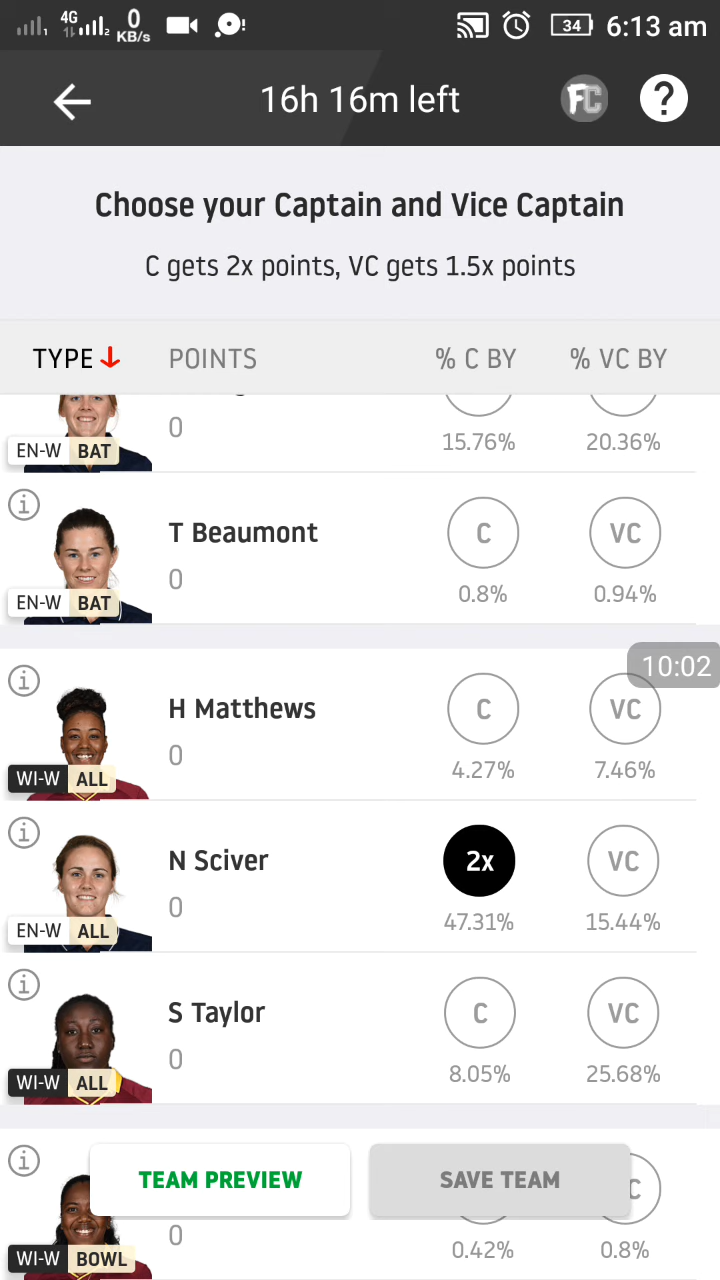 4G 0 KB/s 34 6:13 am
16h 16m left FC ?
Choose your Captain and Vice Captain
C gets 2x points, VC gets 1.5x points
TYPE POINTS % C BY % VC BY
0
EN-W BAT 15.76% 20.36%
T Beaumont C VC
0
EN-W BAT 0.8% 0.94%
10:02
H Matthews C VC
0
WI-W ALL 4.27% 7.46%
N Sciver 2x VC
0
EN-W ALL 47.31% 15.44%
S Taylor C VC
0
WI-W ALL 8.05% 25.68%
TEAM PREVIEW SAVE TEAM C
0
WI-W BOWL 0.42% 0.8%